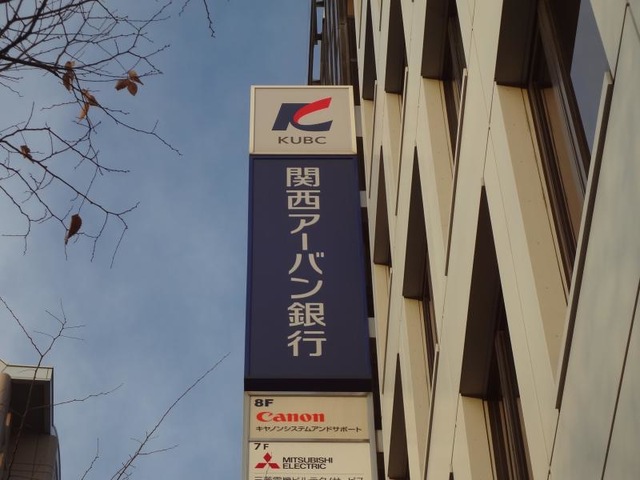 KUBC
関西アーバン銀行
8F
Canon
キヤノンシステムアンドサポート
7F
MITSUBISHI
ELECTRIC